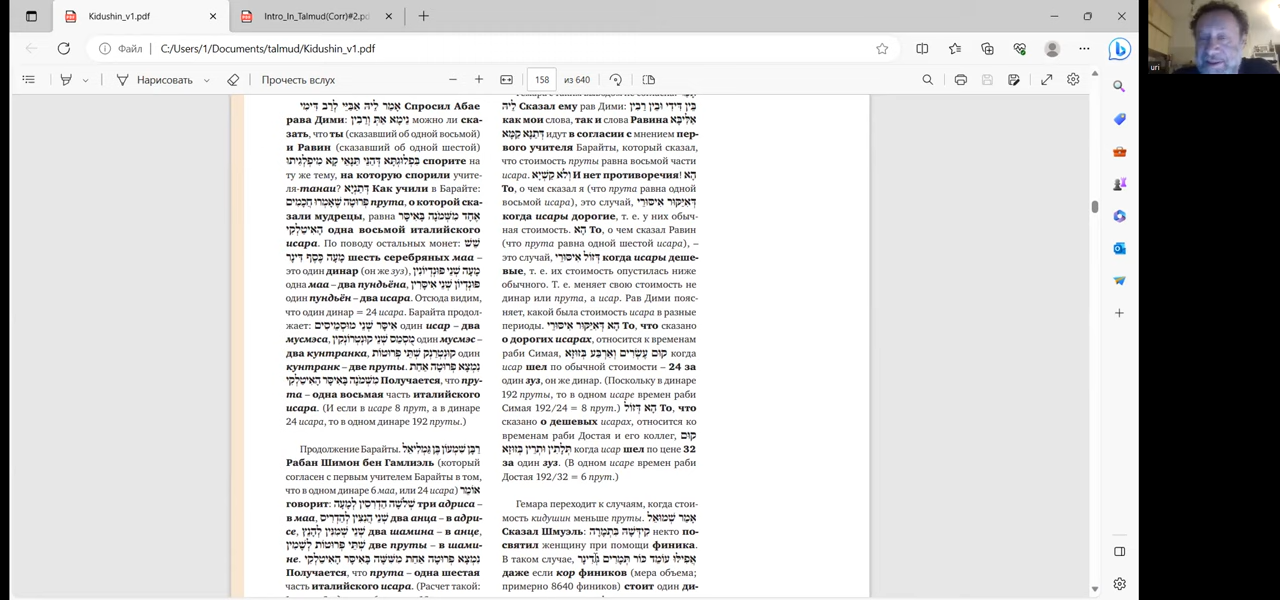 Kidushin_v1.pdf
Intro_In_Talmud(Corr)#2.pd
Файл
C:/Users/1/Documents/talmud/Kidushin_v1.pdf
uri
Нарисовать
Прочесть вслух
158
из 640
אָמַר לֵיהּ אַבַּיֵי לְרַב דִּימִי Спросил Абае
рава Дими: נֵימָא אַתְּ וְרָבִין можно ли ска-
зать, что ты (сказавший об одной восьмой)
и Равин (сказавший об одной шестой)
בִּפְלוּגְתָּא דְּהָנֵי תַּנָּאֵי קָא מִיפַּלְגִיתוּ спорите на
ту же тему, на которую спорили учите-
ля-танаи? דְּתַנְיָא Как учили в Барайте:
פְּרוּטָה שֶׁאָמְרוּ חֲכָמִים прута, о которой ска-
зали мудрецы, равна אֶחָד מִשְּׁמֹנָה בָּאִיסָּר
הָאִיטַלְקִי одна восьмой италийского
исара. По поводу остальных монет: שֵׁשׁ
מָעָה כֶּסֶף דִּינָר шесть серебряных маа –
это один динар (он же зуз), מָעָה שְׁנֵי פּוּנְדְּיוֹנִין
одна маа – два пундьёна, פּוּנְדְּיוֹן שְׁנֵי אִיסָּרִין
один пундьён – два исара. Отсюда видим,
что один динар = 24 исара. Барайта продол-
жает: אִיסָּר שְׁנֵי מוּסְמִיסִים один исар – два
мусмэса, מֻסְמָס שְׁנֵי קוּנְטְרוֹנְקִין один мусмэс –
два кунтранка, קוּנְטְרוֹנְק שְׁתֵּי פְּרוּטוֹת один
кунтранк – две пруты. נִמְצָא פְּרוּטָה אַחַת
מִשְּׁמֹנָה בָּאִיסָּר הָאִיטַלְקִי Получается, что пру-
та – одна восьмая часть италийского
исара. (И если в исаре 8 прут, а в динаре
24 исара, то в одном динаре 192 пруты.)
Продолжение Барайты. רַבָּן שִׁמְעוֹן בֶּן גַּמְלִיאֵל
Рабан Шимон бен Гамлиэль (который
согласен с первым учителем Барайты в том,
что в одном динаре 6 маа, или 24 исара) אוֹמֵר
говорит: שְׁלֹשָׁה הַדְרֵסִין לְמָעָה три адриса –
в маа, שְׁנֵי הַנְּצִין לְהַדְרֵיס два анца – в адри-
се, שְׁנֵי שְׁמִנִין לְהַנֵּץ два шамина – в анце,
שְׁתֵּי פְּרוּטוֹת לְשָׁמִין две пруты – в шами-
не. נִמְצָא פְּרוּטָה אַחַת מִשִּׁשָּׁה בָּאִיסָּר הָאִיטַלְקִי
Получается, что прута – одна шестая
часть италийского исара. (Расчет такой:
לֵיהּ Сказал ему рав Дими: בֵּין דִּידִי וּבֵין רָבִין
как мои слова, так и слова Равина אַלִּיבָּא
דְּתַנָּא קַמָּא идут в согласии с мнением пер-
вого учителя Барайты, который сказал,
что стоимость пруты равна восьмой части
исара. וְלָא קַשְׁיָא И нет противоречия! הָא
То, о чем сказал я (что прута равна одной
восьмой исара), это случай, דְּאִיַּקּוּר אִיסּוּרֵי
когда исары дорогие, т. е. у них обыч-
ная стоимость. הָא То, о чем сказал Равин
(что прута равна одной шестой исара), –
это случай, דְּזוֹל אִיסּוּרֵי когда исары деше-
вые, т. е. их стоимость опустилась ниже
обычного. Т. е. меняет свою стоимость не
динар или прута, а исар. Рав Дими пояс-
няет, какой была стоимость исара в разные
периоды. הָא דְּאִיַּקּוּר אִיסּוּרֵי То, что сказано
о дорогих исарах, относится к временам
раби Симая, קוּם עֶשְׂרִים וְאַרְבַּע בְּזוּזָא когда
исар шел по обычной стоимости – 24 за
один зуз, он же динар. (Поскольку в динаре
192 пруты, то в одном исаре времен раби
Симая 192/24 = 8 прут.) הָא דְּזוֹל То, что
сказано о дешевых исарах, относится ко
временам раби Достая и его коллег, קוּם
תְּלָתִין וְתַרְתֵּין בְּזוּזָא когда исар шел по цене 32
за один зуз. (В одном исаре времен раби
Достая 192/32 = 6 прут.)
Гемара переходит к случаям, когда стои-
мость кидушин меньше пруты. אָמַר שְׁמוּאֵל
Сказал Шмуэль: קִידְּשָׁהּ בִּתְמָרָה некто по-
святил женщину при помощи финика.
В таком случае, אֲפִילּוּ עוֹמֵד כּוֹר תְּמָרִים בְּדִינָר
даже если кор фиников (мера объема;
примерно 8640 фиников) стоит один ди-